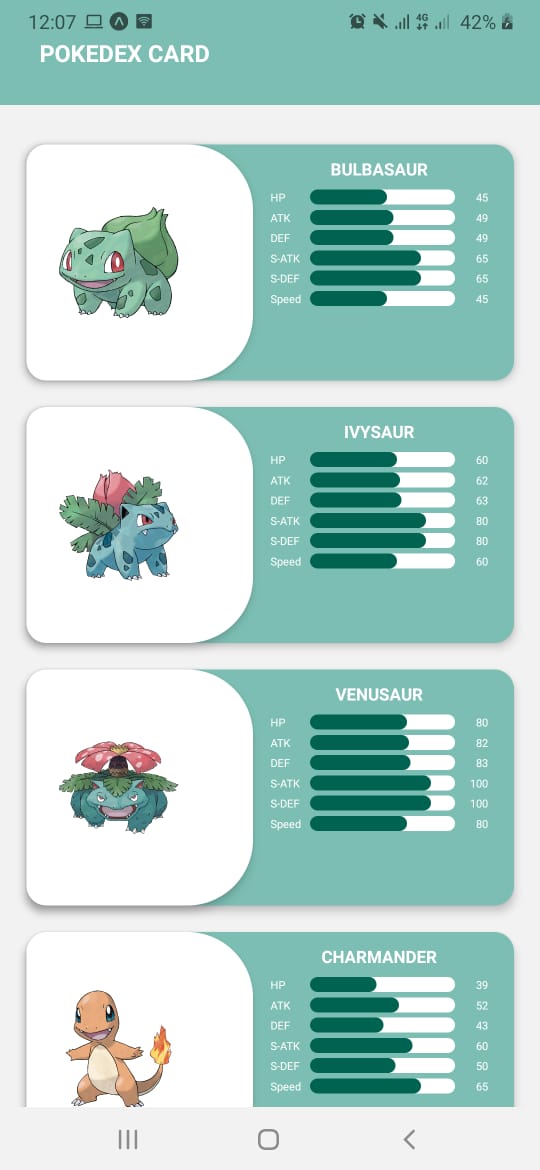 12:07 4G 42%
POKEDEX CARD
BULBASAUR
HP 45
ATK 49
DEF 49
S-ATK 65
S-DEF 65
Speed 45
IVYSAUR
HP 60
ATK 62
DEF 63
S-ATK 80
S-DEF 80
Speed 60
VENUSAUR
HP 80
ATK 82
DEF 83
S-ATK 100
S-DEF 100
Speed 80
CHARMANDER
HP 39
ATK 52
DEF 43
S-ATK 60
S-DEF 50
Speed 65